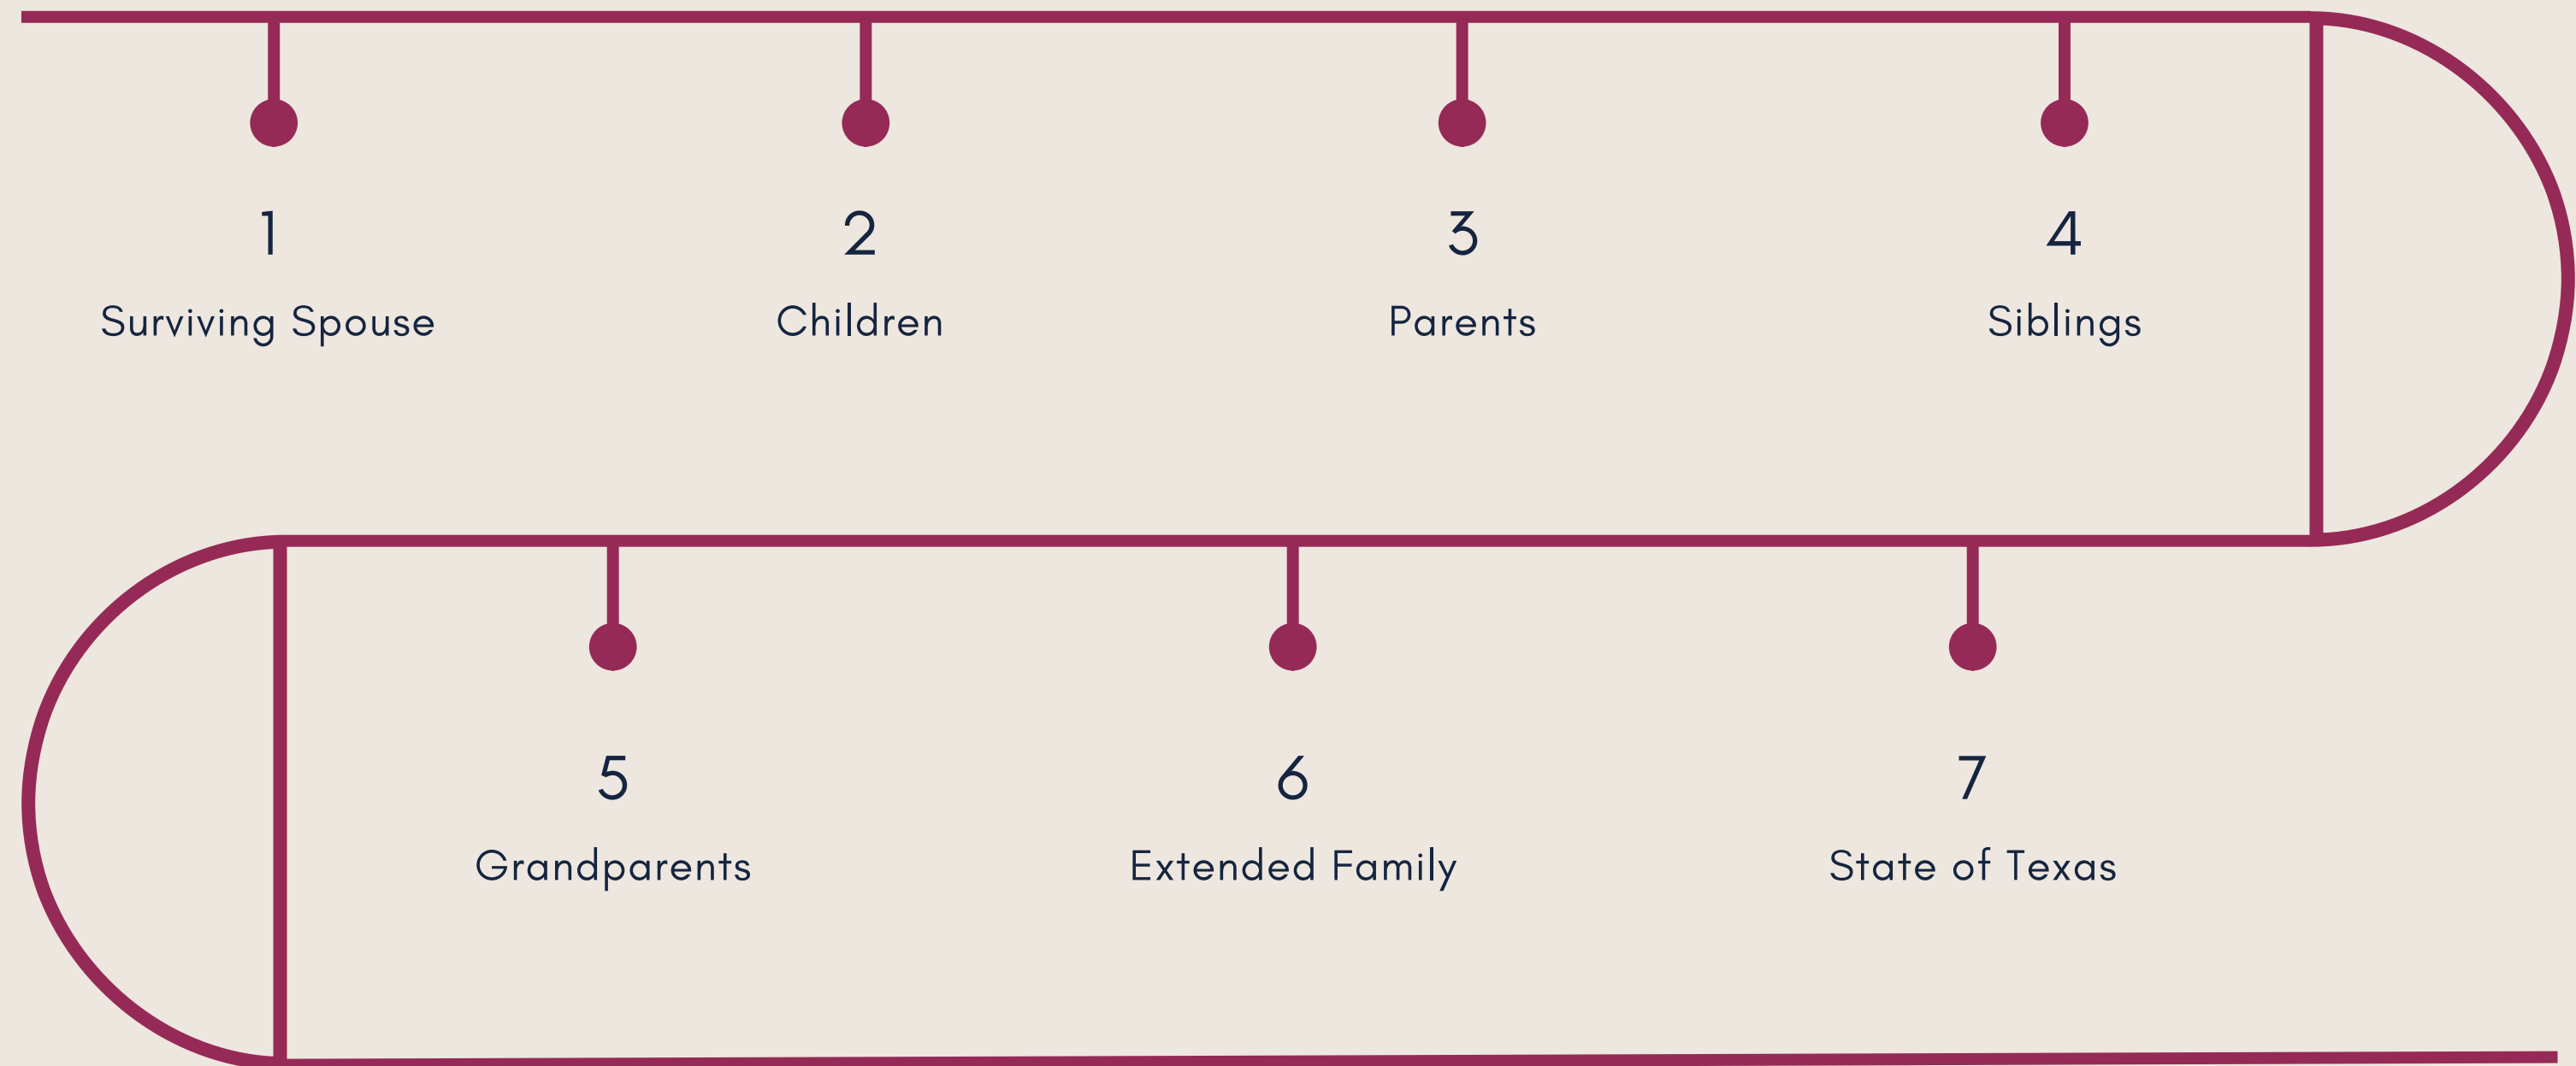 1
Surviving Spouse
2
Children
3
Parents
4
Siblings
5
Grandparents
6
Extended Family
7
State of Texas